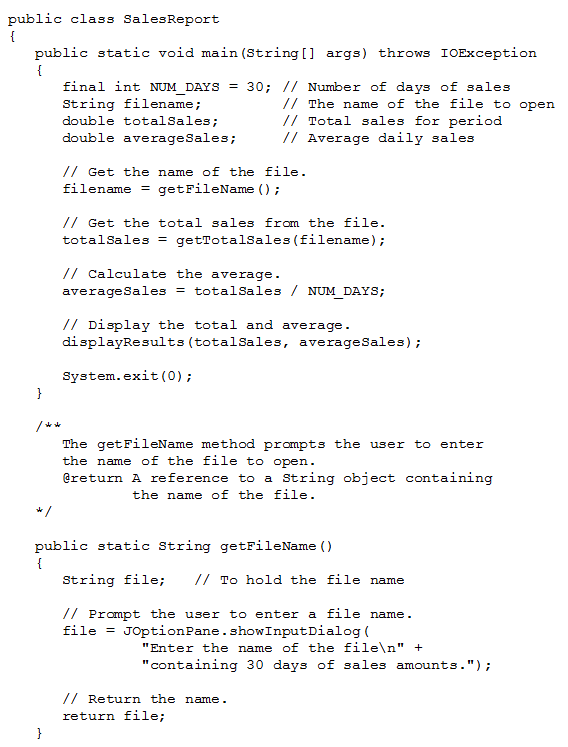 public class SalesReport
{
   public static void main(String[] args) throws IOException
   {
      final int NUM_DAYS = 30; // Number of days of sales
      String filename;         // The name of the file to open
      double totalSales;       // Total sales for period
      double averageSales;     // Average daily sales

      // Get the name of the file.
      filename = getFileName();

      // Get the total sales from the file.
      totalSales = getTotalSales(filename);

      // Calculate the average.
      averageSales = totalSales / NUM_DAYS;

      // Display the total and average.
      displayResults(totalSales, averageSales);

      System.exit(0);
   }

   /**
      The getFileName method prompts the user to enter
      the name of the file to open.
      @return A reference to a String object containing
              the name of the file.
   */

   public static String getFileName()
   {
      String file;   // To hold the file name

      // Prompt the user to enter a file name.
      file = JOptionPane.showInputDialog(
               "Enter the name of the file\n" +
               "containing 30 days of sales amounts.");

      // Return the name.
      return file;
   }